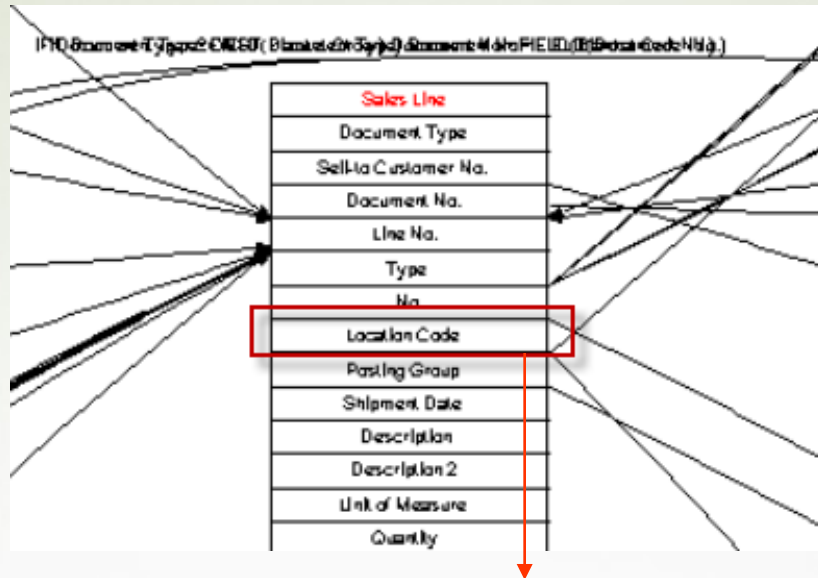 Sales Line
Document Type
Sell-to Customer No.
Document No.
Line No.
Type
No.
Location Code
Posting Group
Shipment Date
Description
Description 2
Unit of Measure
Quantity